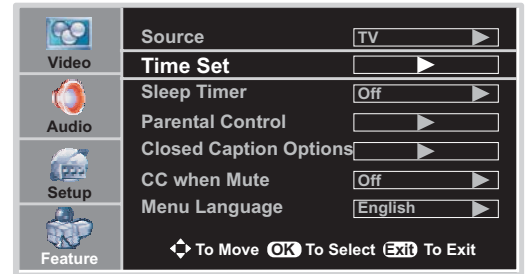 Video
Audio
Setup
Feature
Source TV
Time Set
Sleep Timer Off
Parental Control
Closed Caption Options
CC when Mute Off
Menu Language English
To Move OK To Select Exit To Exit